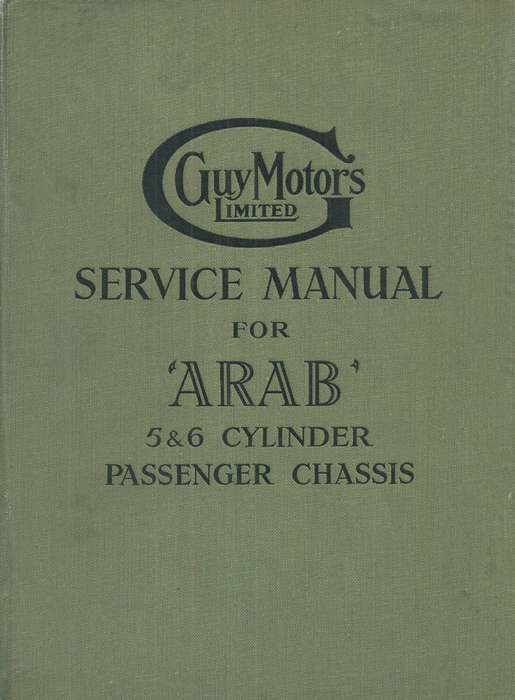 Guy Motors
LIMITED
SERVICE MANUAL
FOR
‘ARAB’
5 & 6 CYLINDER
PASSENGER CHASSIS